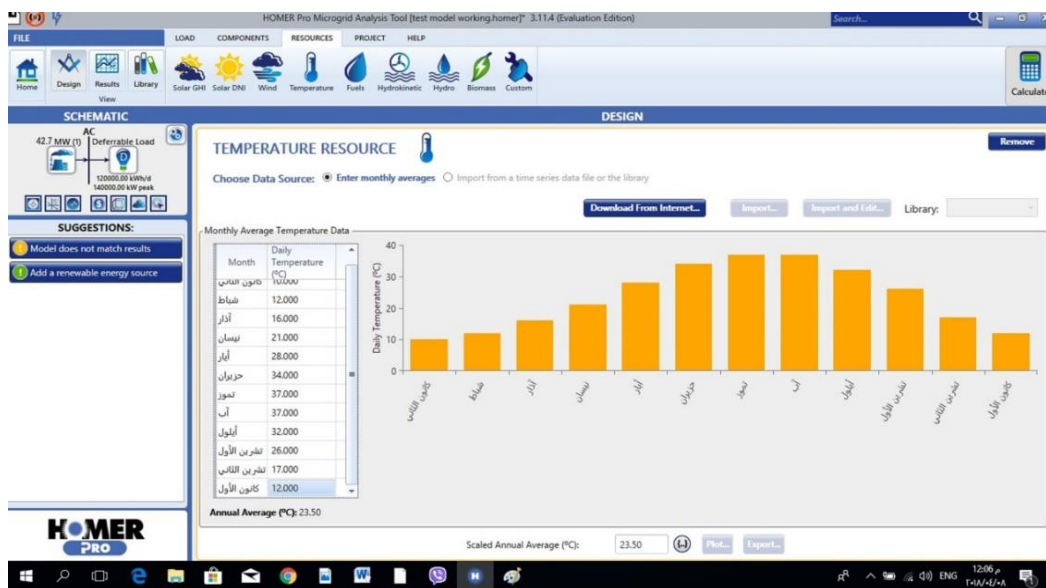 HOMER Pro Microgrid Analysis Tool [test model working.homer]* 3.11.4 (Evaluation Edition)
Search...
FILE
LOAD COMPONENTS RESOURCES PROJECT HELP
Home
Design Results Library
View
Solar GHI Solar DNI Wind Temperature Fuels Hydrokinetic Hydro Biomass Custom
Calculate
SCHEMATIC
DESIGN
AC
42.7 MW (1) Deferrable Load
D
120000.00 kWh/d
140000.00 kW peak
SUGGESTIONS:
Model does not match results
Add a renewable energy source
HOMER
PRO
TEMPERATURE RESOURCE
Remove
Choose Data Source: Enter monthly averages Import from a time series data file or the library
Download From Internet... Import... Import and Edit... Library:
Monthly Average Temperature Data
Month Daily Temperature (ºC)
كانون الثاني 10.000
شباط 12.000
آذار 16.000
نيسان 21.000
أيار 28.000
حزيران 34.000
تموز 37.000
آب 37.000
أيلول 32.000
تشرين الأول 26.000
تشرين الثاني 17.000
كانون الأول 12.000
Annual Average (ºC): 23.50
Daily Temperature (ºC)
40
30
20
10
0
كانون الثاني
شباط
آذار
نيسان
أيار
حزيران
تموز
آب
أيلول
تشرين الأول
تشرين الثاني
كانون الأول
Scaled Annual Average (ºC): 23.50 {..} Plot... Export...
ENG
12:06 م
٢٠١٨/٠٤/٠٨